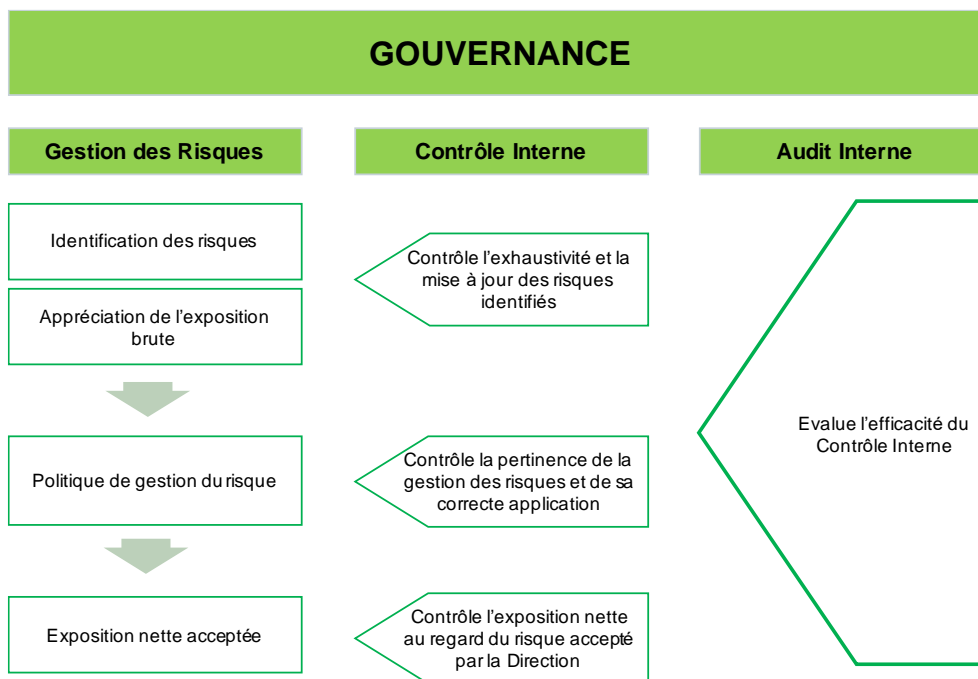 GOUVERNANCE
Gestion des Risques
Contrôle Interne
Audit Interne
Identification des risques
Appréciation de l'exposition
brute
Contrôle l'exhaustivité et la
mise à jour des risques
identifiés
Politique de gestion du risque
Contrôle la pertinence de la
gestion des risques et de sa
correcte application
Exposition nette acceptée
Contrôle l'exposition nette
au regard du risque accepté
par la Direction
Evalue l'efficacité du
Contrôle Interne